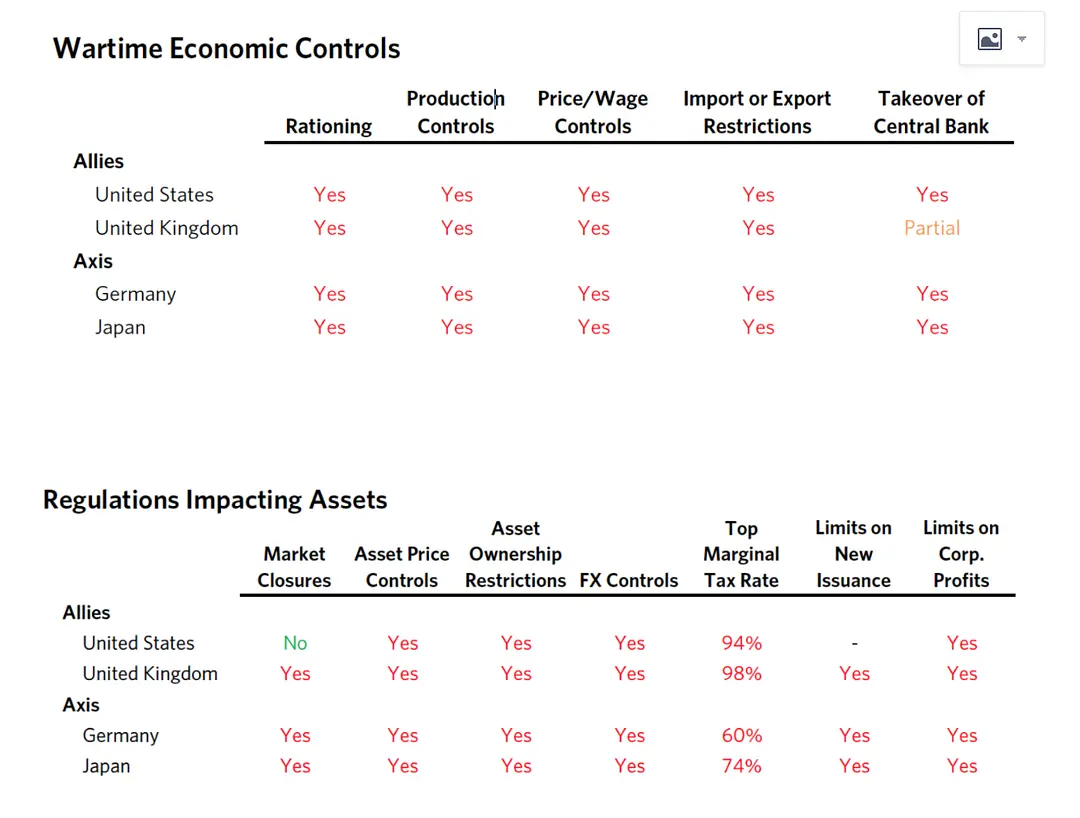 Wartime Economic Controls
Production Price/Wage Import or Export Takeover of
Rationing Controls Controls Restrictions Central Bank
Allies
United States Yes Yes Yes Yes Yes
United Kingdom Yes Yes Yes Yes Partial
Axis
Germany Yes Yes Yes Yes Yes
Japan Yes Yes Yes Yes Yes
Regulations Impacting Assets
Asset Top Limits on Limits on
Market Asset Price Ownership Marginal New Corp.
Closures Controls Restrictions FX Controls Tax Rate Issuance Profits
Allies
United States No Yes Yes Yes 94% - Yes
United Kingdom Yes Yes Yes Yes 98% Yes Yes
Axis
Germany Yes Yes Yes Yes 60% Yes Yes
Japan Yes Yes Yes Yes 74% Yes Yes